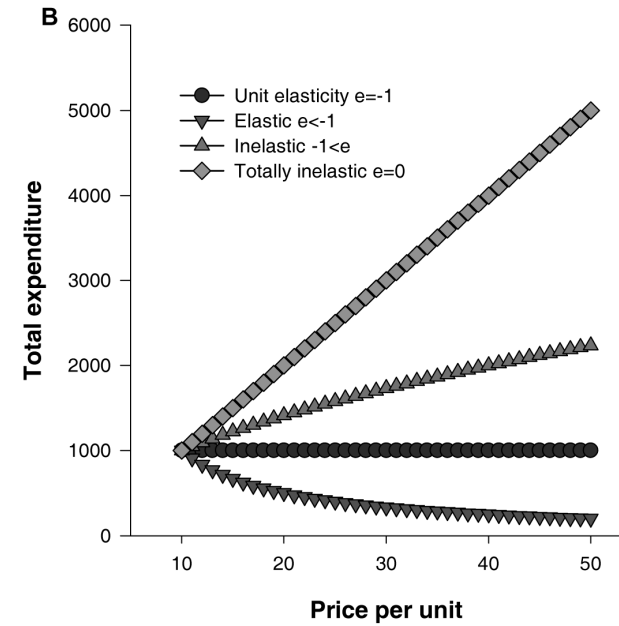 B
6000
5000
4000
3000
2000
1000
0
Total expenditure
Unit elasticity e=-1
Elastic e<-1
Inelastic -1<e
Totally inelastic e=0
10 20 30 40 50
Price per unit